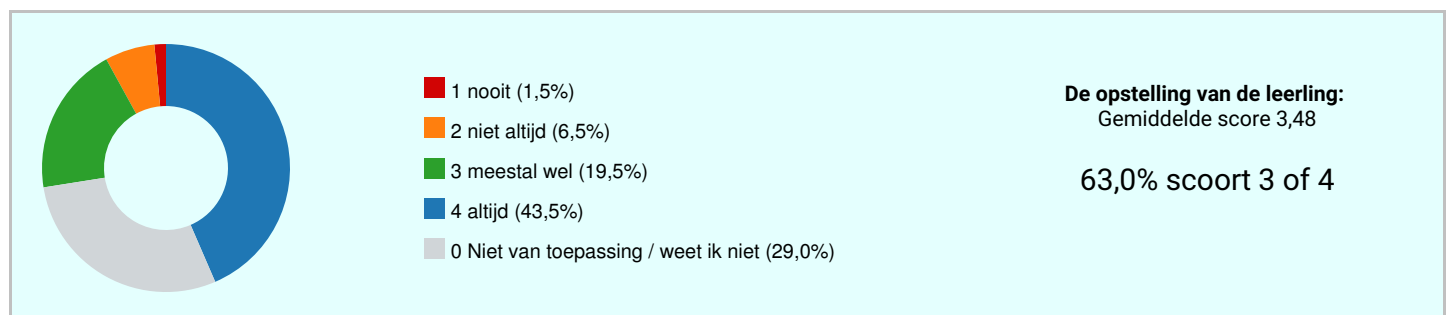 1 nooit (1,5%)
2 niet altijd (6,5%)
3 meestal wel (19,5%)
4 altijd (43,5%)
0 Niet van toepassing / weet ik niet (29,0%)
De opstelling van de leerling:
Gemiddelde score 3,48
63,0% scoort 3 of 4